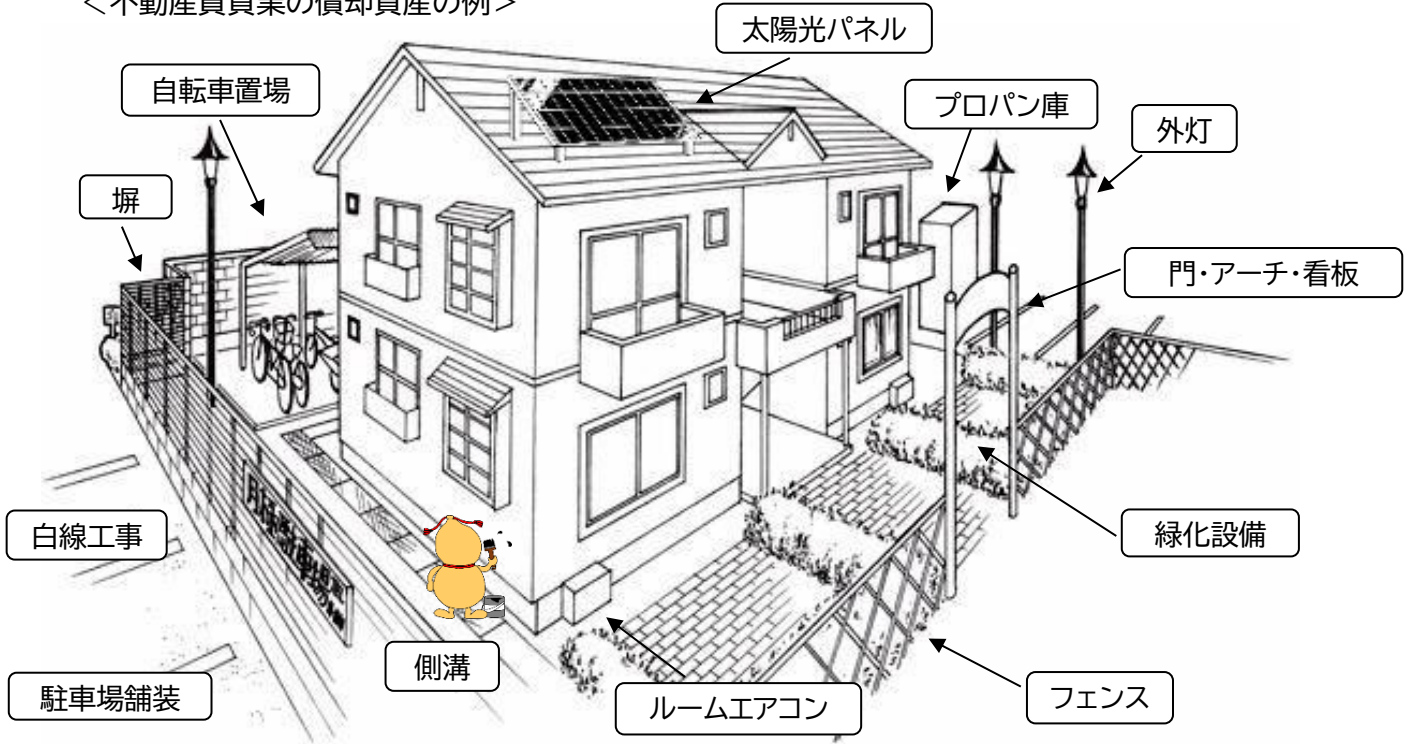 ＜不動産賃貸業の償却資産の例＞
太陽光パネル
自転車置場
プロパン庫
外灯
塀
門・アーチ・看板
白線工事
緑化設備
側溝
フェンス
駐車場舗装
ルームエアコン